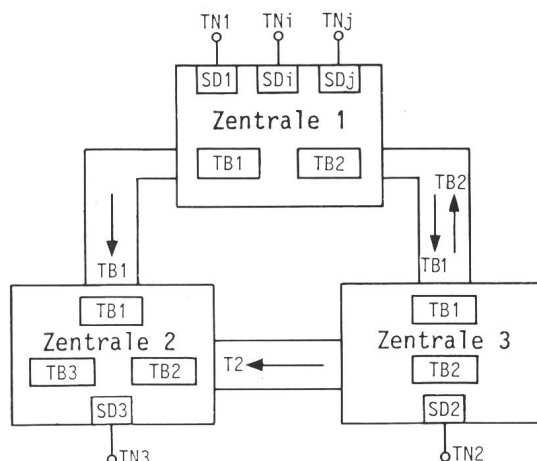 TN1 TNi TNj
SD1 SDi SDj
Zentrale 1
TB1 TB2
TB2
TB1
TB1
TB1
Zentrale 2
TB3 TB2
SD3
TN3
T2
TB1
Zentrale 3
TB2
SD2
TN2